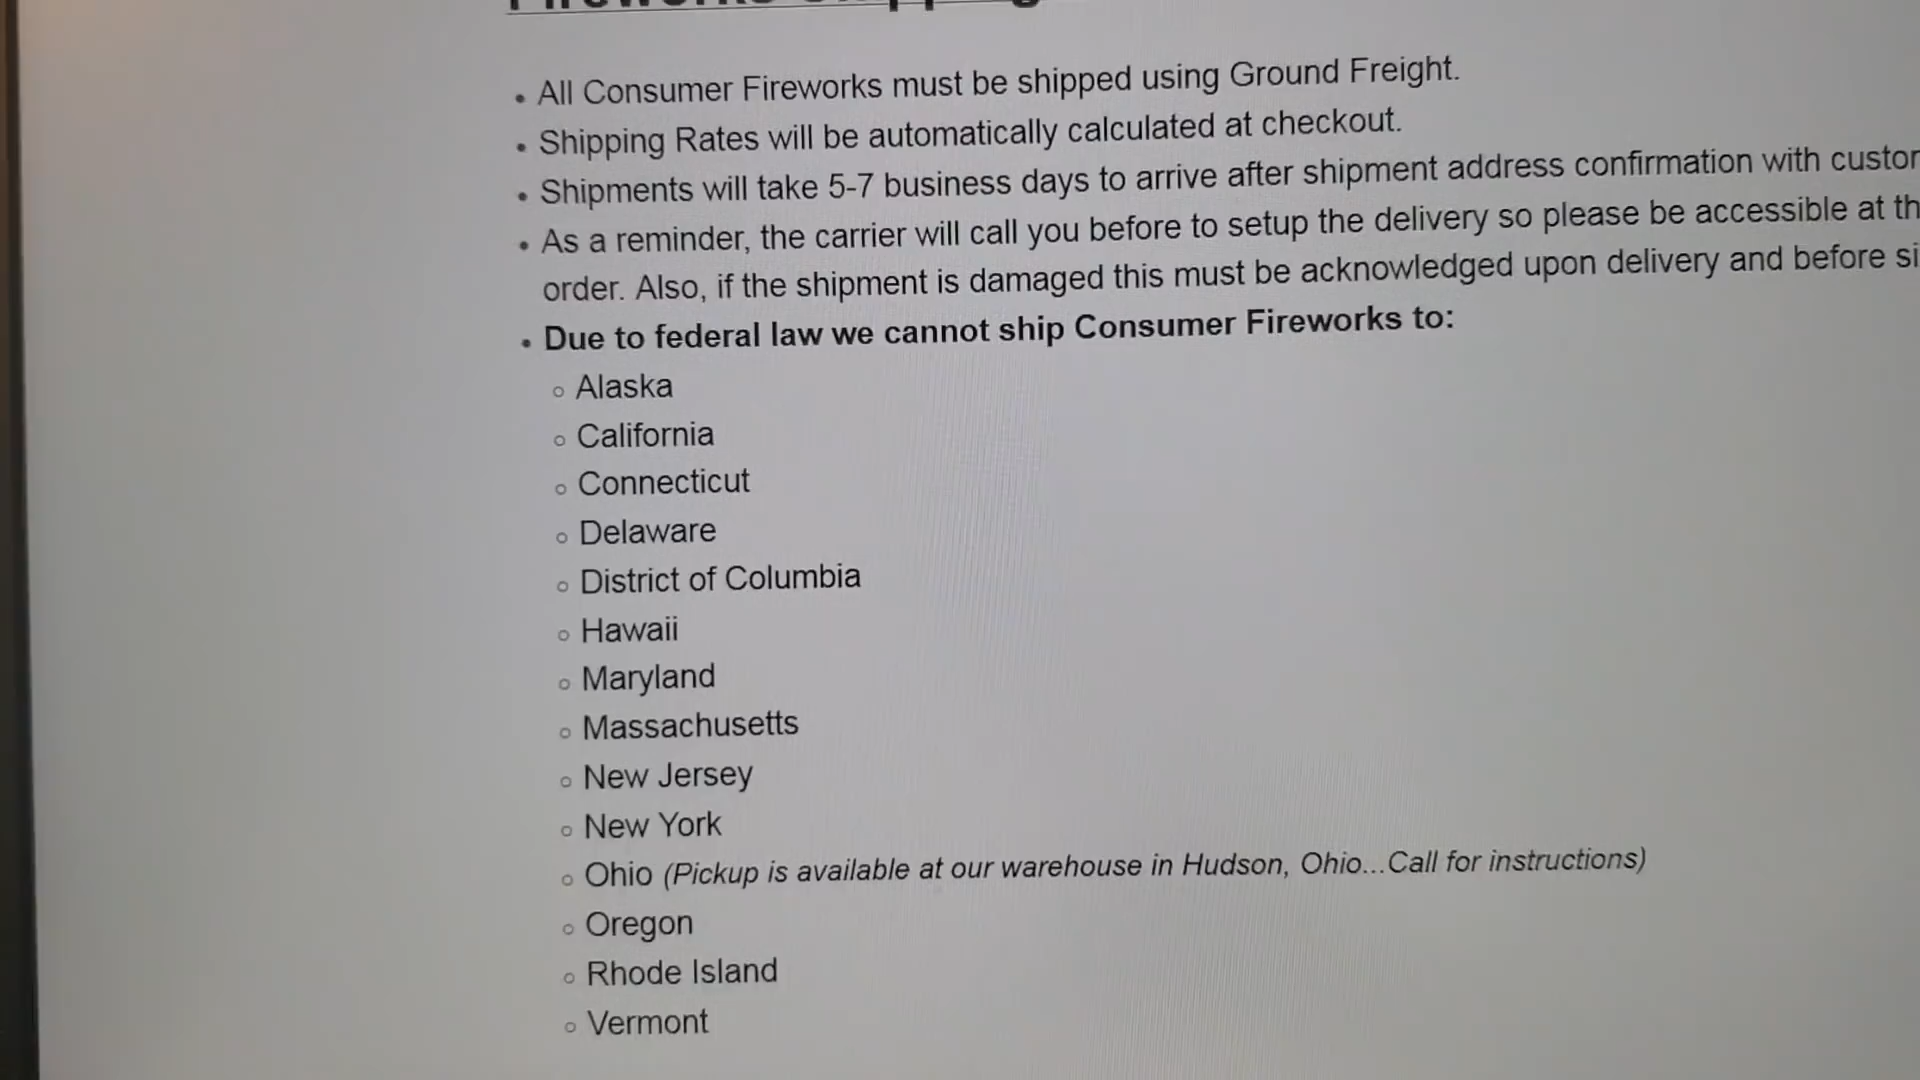 All Consumer Fireworks must be shipped using Ground Freight.
Shipping Rates will be automatically calculated at checkout.
Shipments will take 5-7 business days to arrive after shipment address confirmation with
As a reminder, the carrier will call you before to setup the delivery so please be accessible at
order. Also, if the shipment is damaged this must be acknowledged upon delivery and before
Due to federal law we cannot ship Consumer Fireworks to:
Alaska
California
Connecticut
Delaware
District of Columbia
Hawaii
Maryland
Massachusetts
New Jersey
New York
Ohio (Pickup is available at our warehouse in Hudson, Ohio...Call for instructions)
Oregon
Rhode Island
Vermont